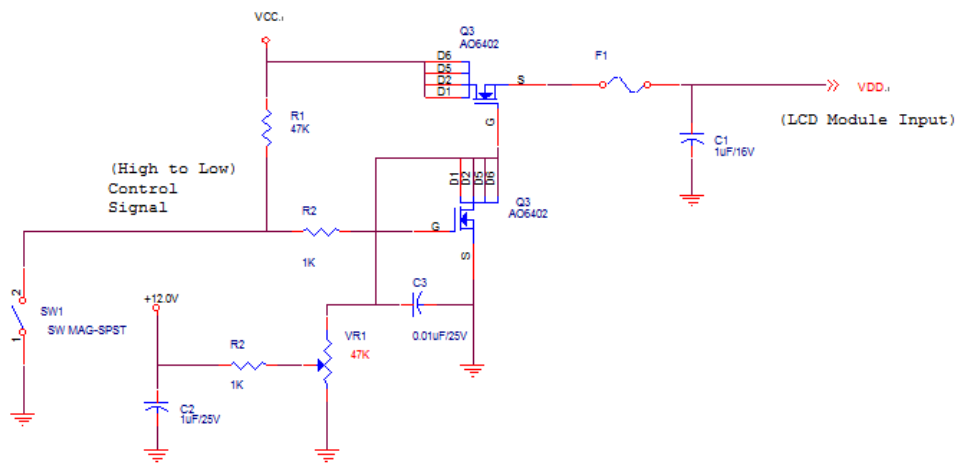 VCC.
Q3
AO6402
D6
D5
D2
D1
S
G
F1
VDD.
(LCD Module Input)
C1
1uF/16V
R1
47K
(High to Low)
Control
Signal
R2
1K
D1
D2
D5
D6
Q3
AO6402
G
S
2
SW1
SW MAG-SPST
1
+12.0V
C3
0.01uF/25V
R2
1K
VR1
47K
C2
1uF/25V